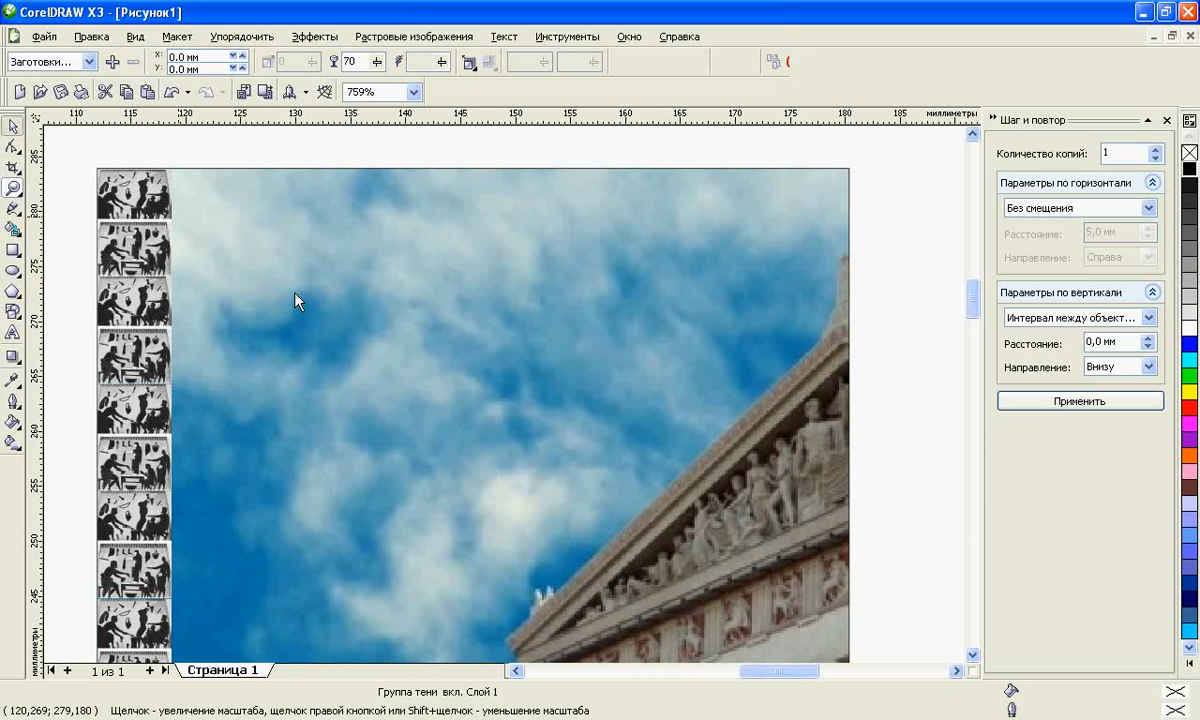 CorelDRAW X3 - [Рисунок1]
Файл Правка Вид Макет Упорядочить Эффекты Растровые изображения Текст Инструменты Окно Справка
Заготовки... x: 0.0 мм y: 0.0 мм 0 70
759%
110 115 120 125 130 135 140 145 150 155 160 165 170 175 180 185 миллиметры
285 280 275 270 265 260 255 250 245 миллиметры
Шаг и повтор
Количество копий: 1
Параметры по горизонтали
Без смещения
Расстояние: 5,0 мм
Направление: Справа
Параметры по вертикали
Интервал между объект...
Расстояние: 0,0 мм
Направление: Внизу
Применить
1 из 1 Страница 1
Группа тени вкл. Слой 1
( 120,269; 279,180 ) Щелчок - увеличение масштаба, щелчок правой кнопкой или Shift+щелчок - уменьшение масштаба